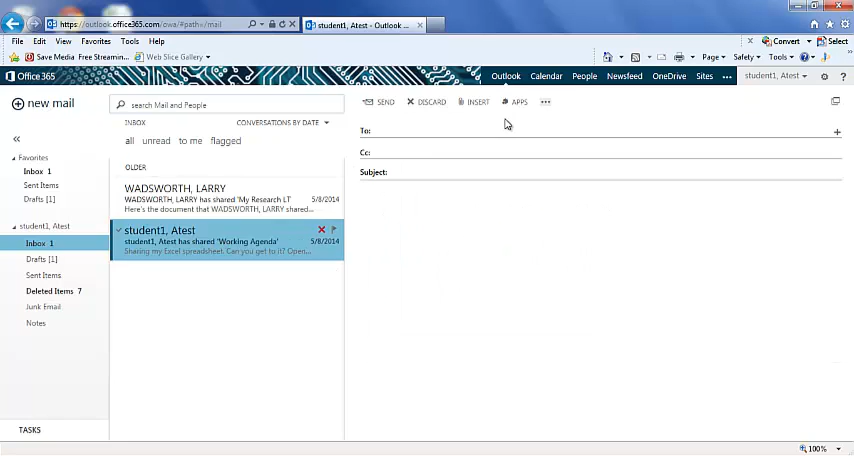 https://outlook.office365.com/owa/#path=/mail
student1, Atest - Outlook ...
File Edit View Favorites Tools Help
Save Media Free Streamin... Web Slice Gallery
Convert Select
Page Safety Tools
Office 365
Outlook Calendar People Newsfeed OneDrive Sites ... student1, Atest ?
new mail
search Mail and People
SEND DISCARD INSERT APPS ...
INBOX CONVERSATIONS BY DATE
all unread to me flagged
Favorites
Inbox 1
Sent Items
Drafts [1]
student1, Atest
Inbox 1
Drafts [1]
Sent Items
Deleted Items 7
Junk Email
Notes
TASKS
OLDER
WADSWORTH, LARRY
WADSWORTH, LARRY has shared 'My Research LT 5/8/2014
Here's the document that WADSWORTH, LARRY shared...
student1, Atest
student1, Atest has shared 'Working Agenda' 5/8/2014
Sharing my Excel spreadsheet. Can you get to it? Open...
To:
Cc:
Subject:
100%